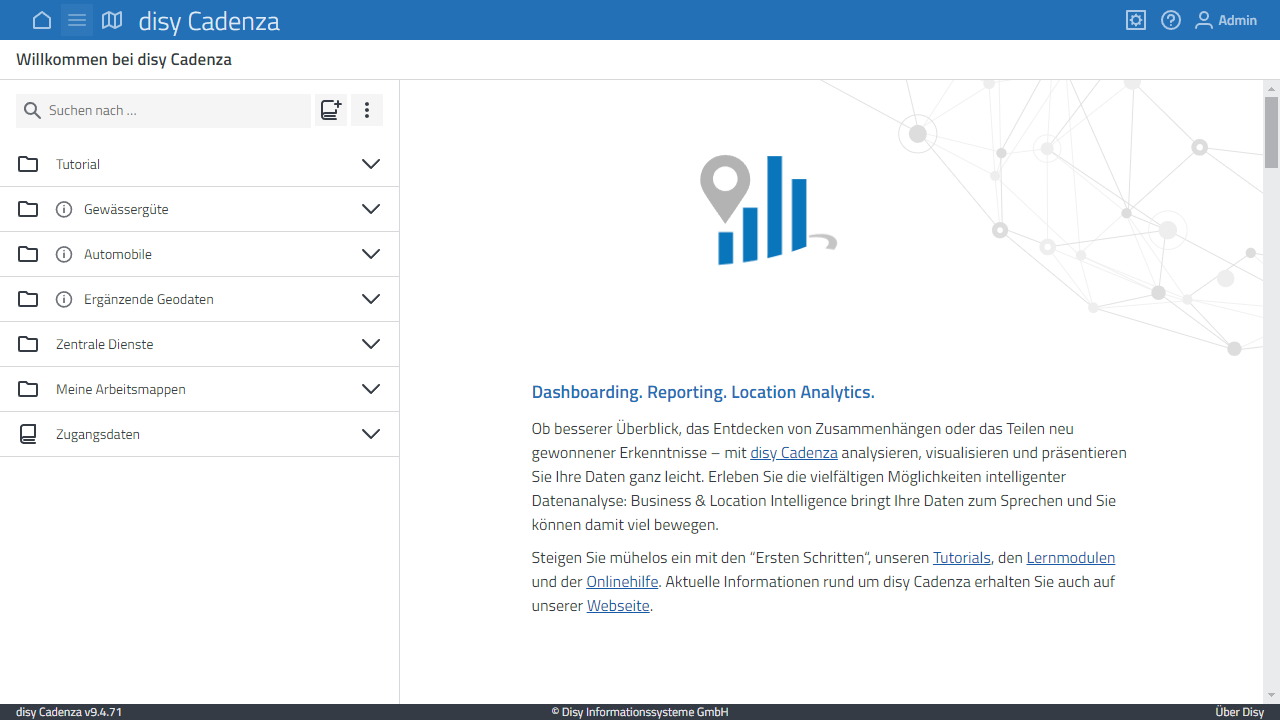 disy Cadenza
Admin
Willkommen bei disy Cadenza
Suchen nach ...
Tutorial
Gewässergüte
Automobile
Ergänzende Geodaten
Zentrale Dienste
Meine Arbeitsmappen
Zugangsdaten
Dashboarding. Reporting. Location Analytics.
Ob besserer Überblick, das Entdecken von Zusammenhängen oder das Teilen neu
gewonnener Erkenntnisse – mit disy Cadenza analysieren, visualisieren und präsentieren
Sie Ihre Daten ganz leicht. Erleben Sie die vielfältigen Möglichkeiten intelligenter
Datenanalyse: Business & Location Intelligence bringt Ihre Daten zum Sprechen und Sie
können damit viel bewegen.
Steigen Sie mühelos ein mit den “Ersten Schritten“, unseren Tutorials, den Lernmodulen
und der Onlinehilfe. Aktuelle Informationen rund um disy Cadenza erhalten Sie auch auf
unserer Webseite.
disy Cadenza v9.4.71
© Disy Informationssysteme GmbH
Über Disy